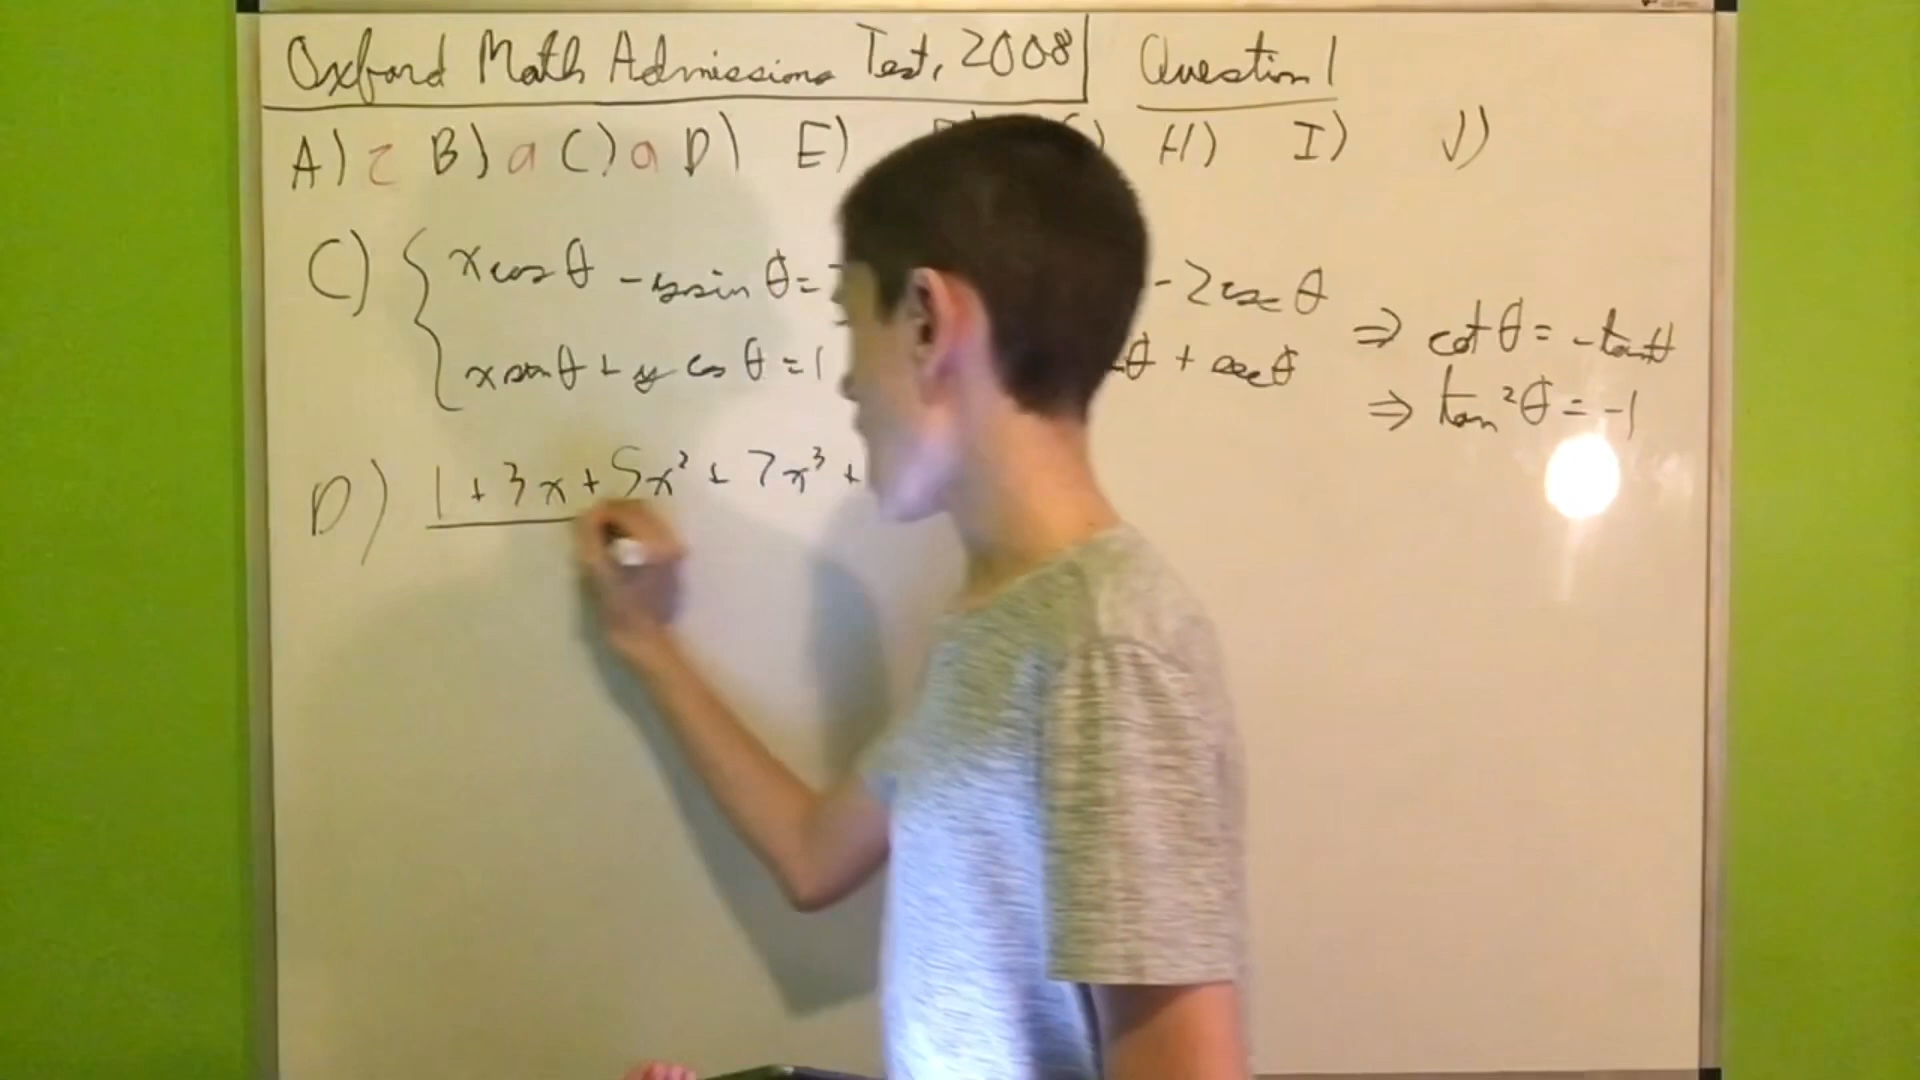 Oxford Math Admissions Test, 2008 Question 1
A) c B) a C) a D) E) H) I) J)
C) { x cos θ - y sin θ = - 2 csc θ ⇒ cot θ = - tan θ
x sin θ + y cos θ = 1 θ + sec θ ⇒ tan² θ = -1
D) 1 + 3x + 5x² + 7x³ +